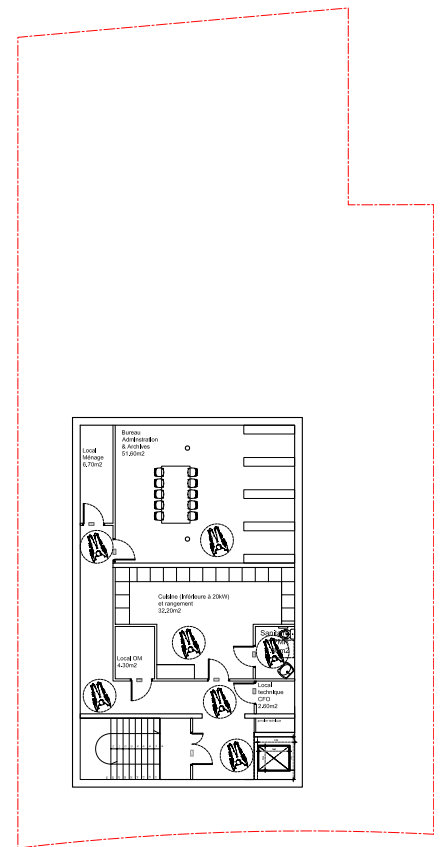 Bureau
Adminstration
& Archives
51,60m2
Local
Ménage
6,70m2
Cuisine (Inférieure à 20kW)
et rangement
32,20m2
Local OM
4,30m2
Local
technique
CFO
2,60m2